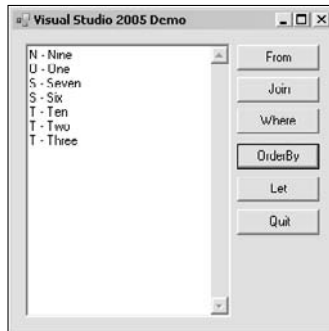 Visual Studio 2005 Demo
N - Nine
O - One
S - Seven
S - Six
T - Ten
T - Two
T - Three
From
Join
Where
OrderBy
Let
Quit